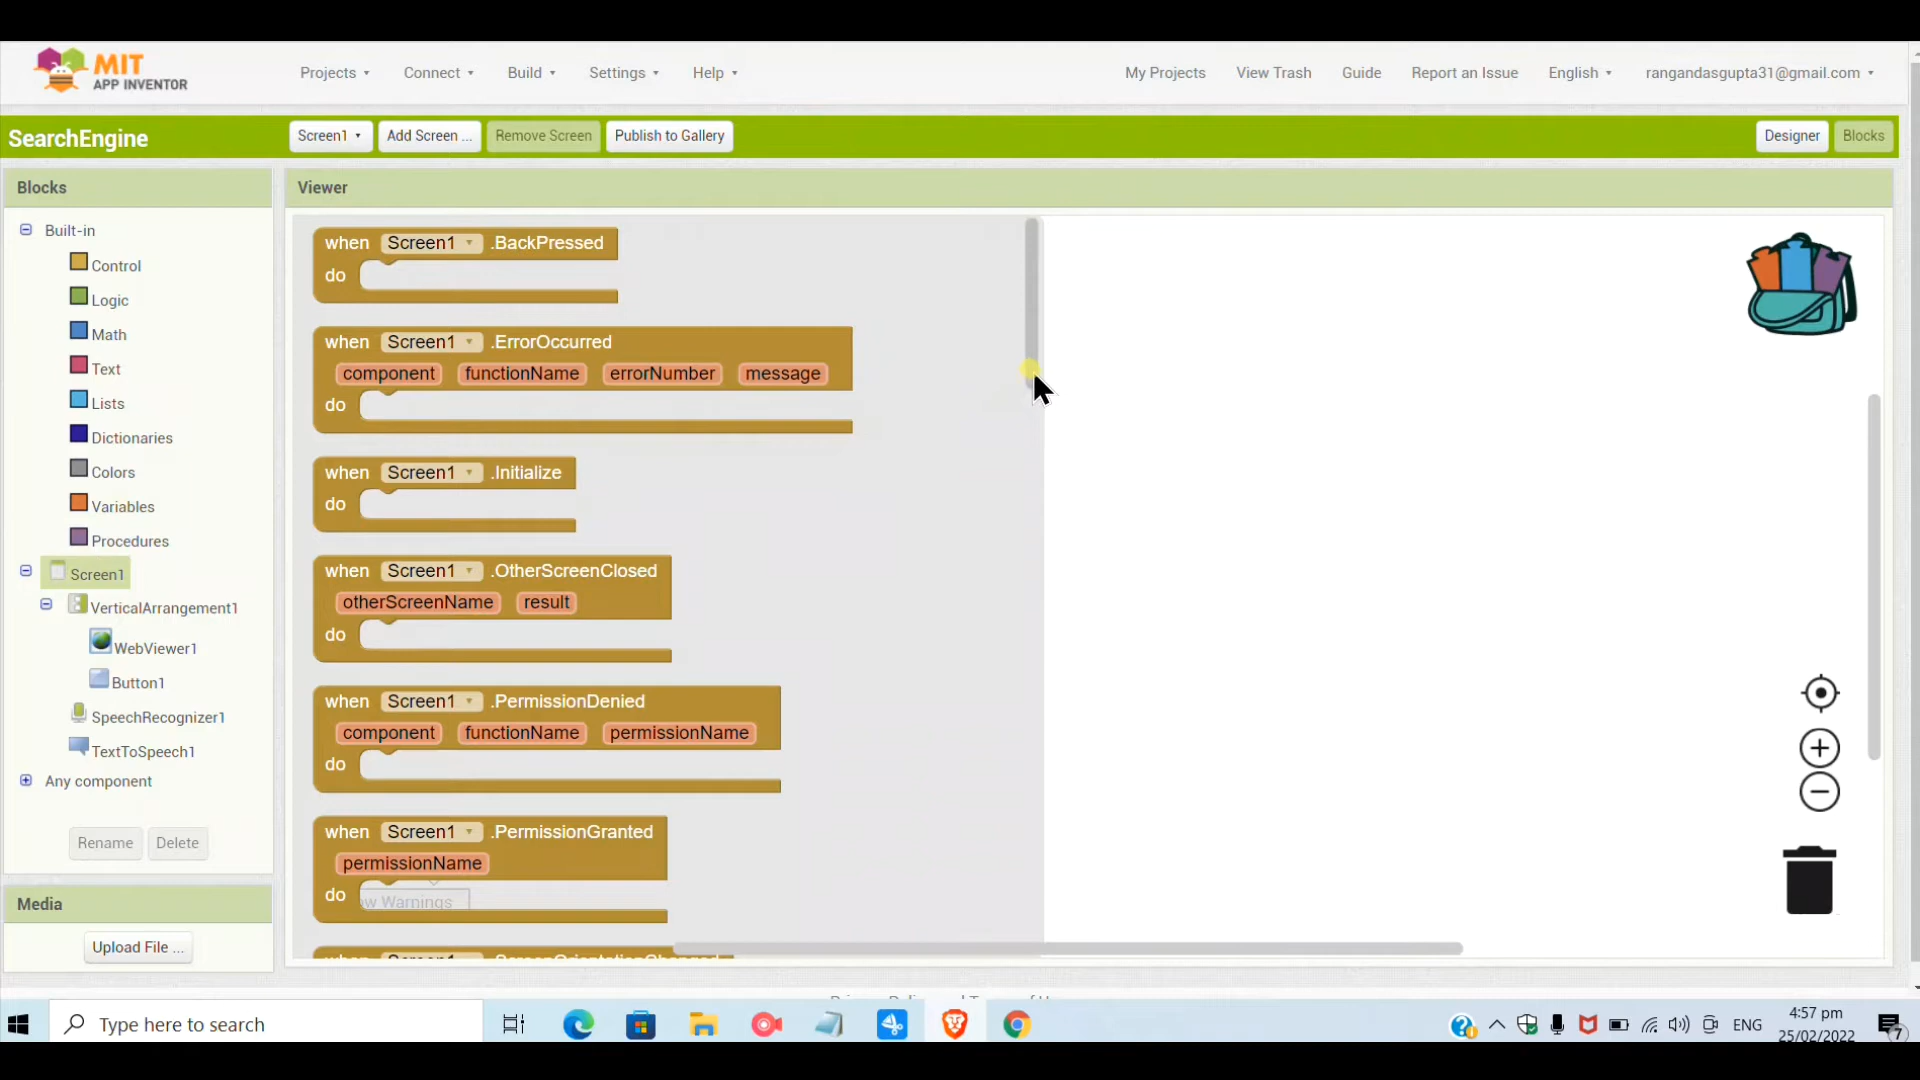 MIT
APP INVENTOR
Projects
Connect
Build
Settings
Help
My Projects
View Trash
Guide
Report an Issue
English
rangandasgupta31@gmail.com
SearchEngine
Screen1
Add Screen ...
Remove Screen
Publish to Gallery
Designer
Blocks
Blocks
Viewer
Built-in
Control
Logic
Math
Text
Lists
Dictionaries
Colors
Variables
Procedures
Screen1
VerticalArrangement1
WebViewer1
Button1
SpeechRecognizer1
TextToSpeech1
Any component
Rename
Delete
Media
Upload File ...
when Screen1 .BackPressed
do
when Screen1 .ErrorOccurred
component functionName errorNumber message
do
when Screen1 .Initialize
do
when Screen1 .OtherScreenClosed
otherScreenName result
do
when Screen1 .PermissionDenied
component functionName permissionName
do
when Screen1 .PermissionGranted
permissionName
do
Warnings
Type here to search
ENG
4:57 pm
25/02/2022
7